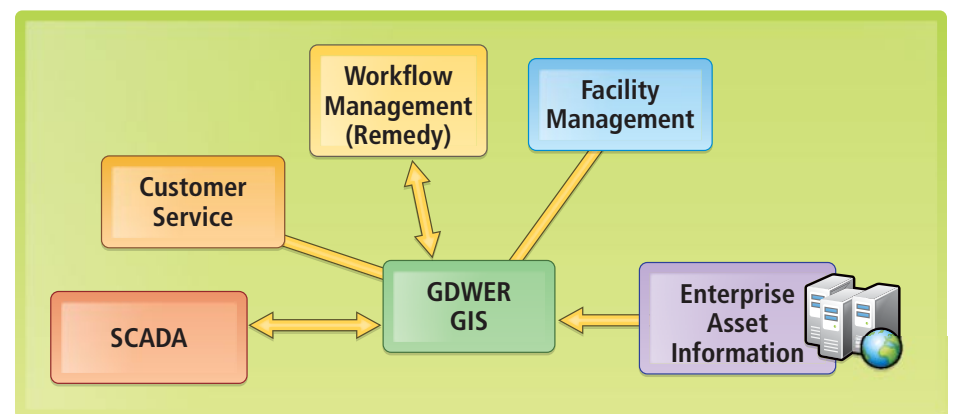 Workflow
Management
(Remedy)
Facility
Management
Customer
Service
GDWER
GIS
Enterprise
Asset
Information
SCADA